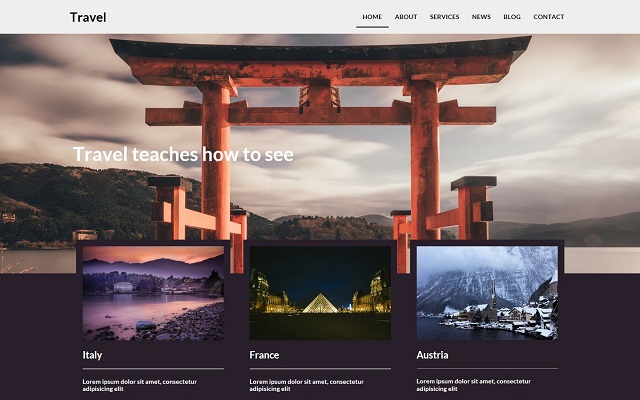 Travel
HOME ABOUT SERVICES NEWS BLOG CONTACT
Travel teaches how to see
Italy
France
Austria
Lorem ipsum dolor sit amet, consectetur
adipisicing elit
Lorem ipsum dolor sit amet, consectetur
adipisicing elit
Lorem ipsum dolor sit amet, consectetur
adipisicing elit